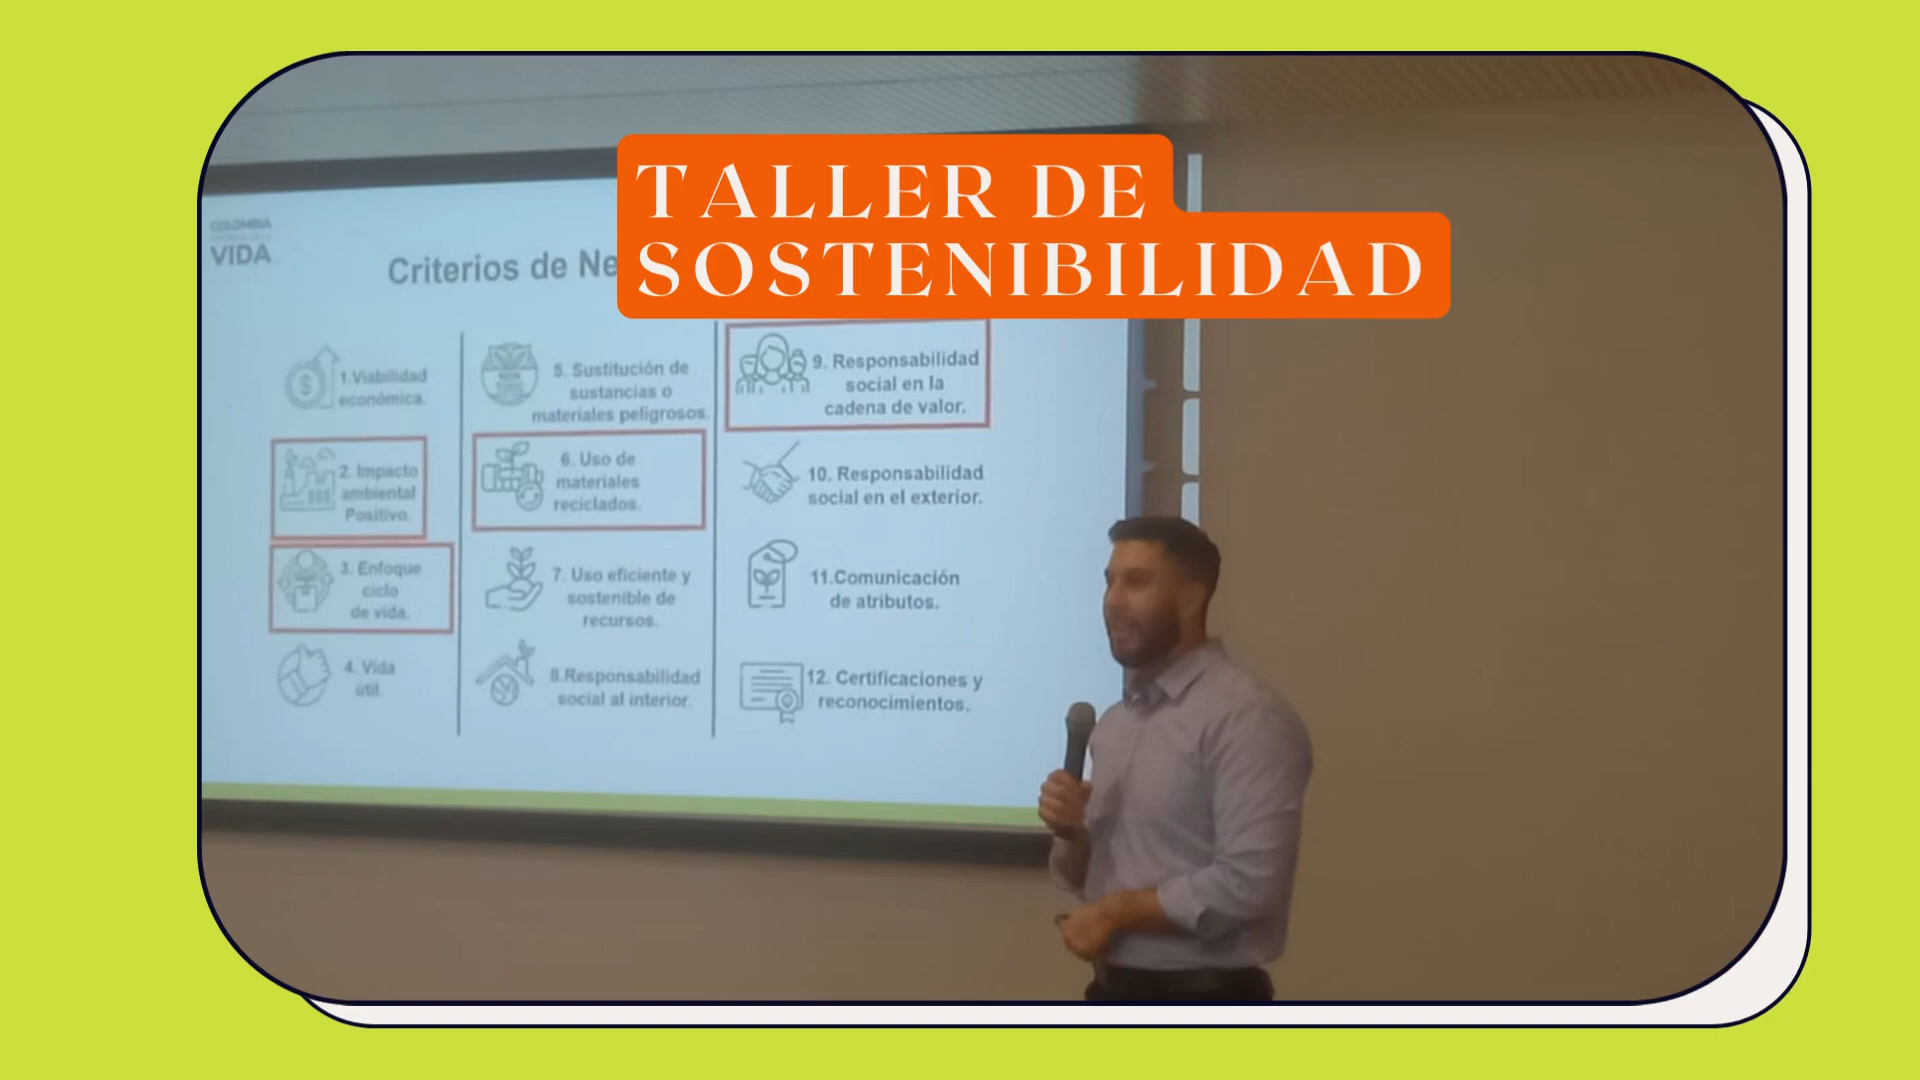 TALLER DE
SOSTENIBILIDAD
COLOMBIA
VIDA
Criterios de Ne
1.Viabilidad
económica.
2. Impacto
ambiental
Positivo.
3. Enfoque
ciclo
de vida.
4. Vida
útil.
5. Sustitución de
sustancias o
materiales peligrosos.
6. Uso de
materiales
reciclados.
7. Uso eficiente y
sostenible de
recursos.
8.Responsabilidad
social al interior.
9. Responsabilidad
social en la
cadena de valor.
10. Responsabilidad
social en el exterior.
11.Comunicación
de atributos.
12. Certificaciones y
reconocimientos.